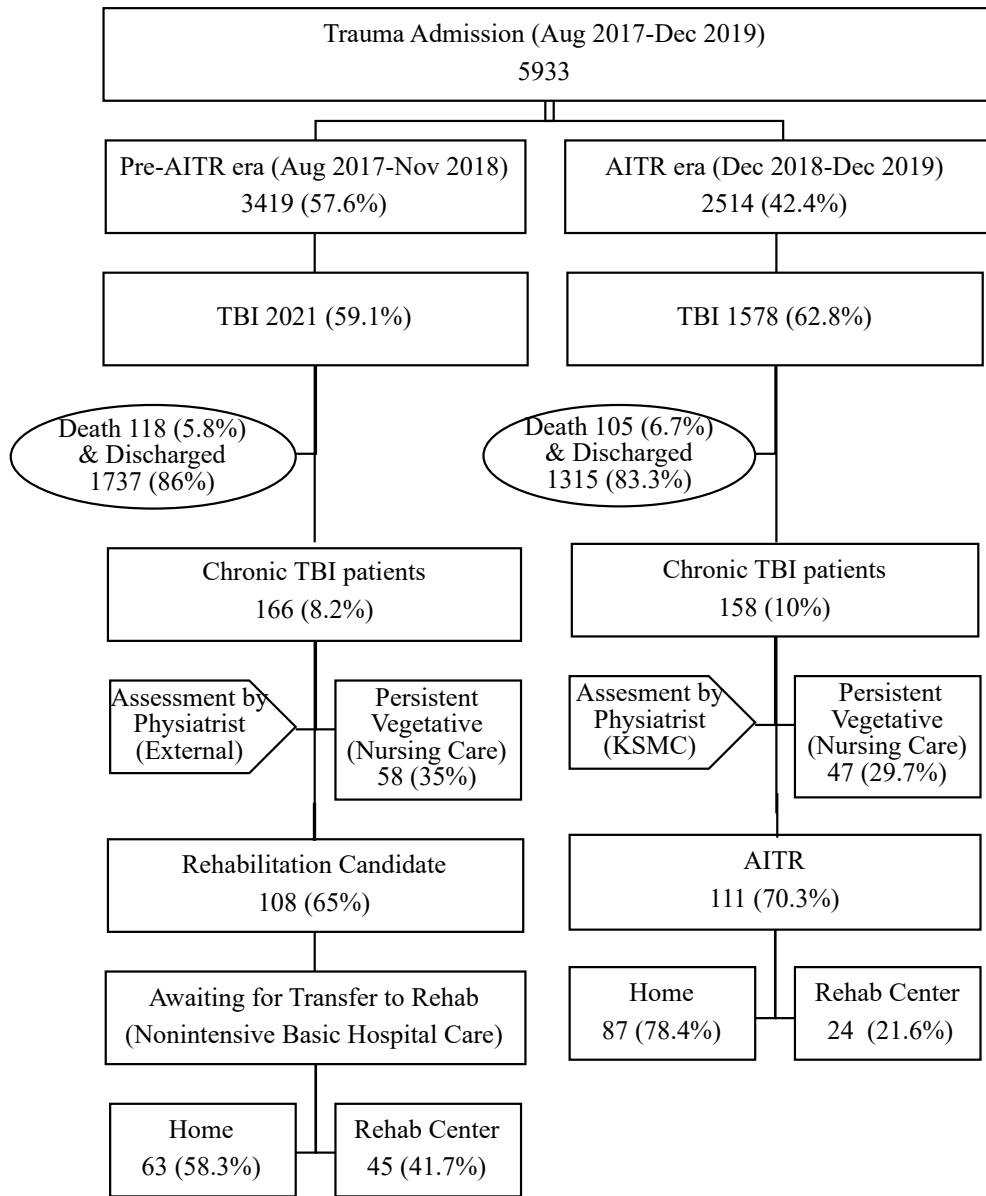 Trauma Admission (Aug 2017-Dec 2019)
5933
Pre-AITR era (Aug 2017-Nov 2018)
3419 (57.6%)
AITR era (Dec 2018-Dec 2019)
2514 (42.4%)
TBI 2021 (59.1%)
TBI 1578 (62.8%)
Death 118 (5.8%)
& Discharged
1737 (86%)
Death 105 (6.7%)
& Discharged
1315 (83.3%)
Chronic TBI patients
166 (8.2%)
Chronic TBI patients
158 (10%)
Assessment by
Physiatrist
(External)
Persistent
Vegetative
(Nursing Care)
58 (35%)
Assesment by
Physiatrist
(KSMC)
Persistent
Vegetative
(Nursing Care)
47 (29.7%)
Rehabilitation Candidate
108 (65%)
AITR
111 (70.3%)
Awaiting for Transfer to Rehab
(Nonintensive Basic Hospital Care)
Home
87 (78.4%)
Rehab Center
24 (21.6%)
Home
63 (58.3%)
Rehab Center
45 (41.7%)